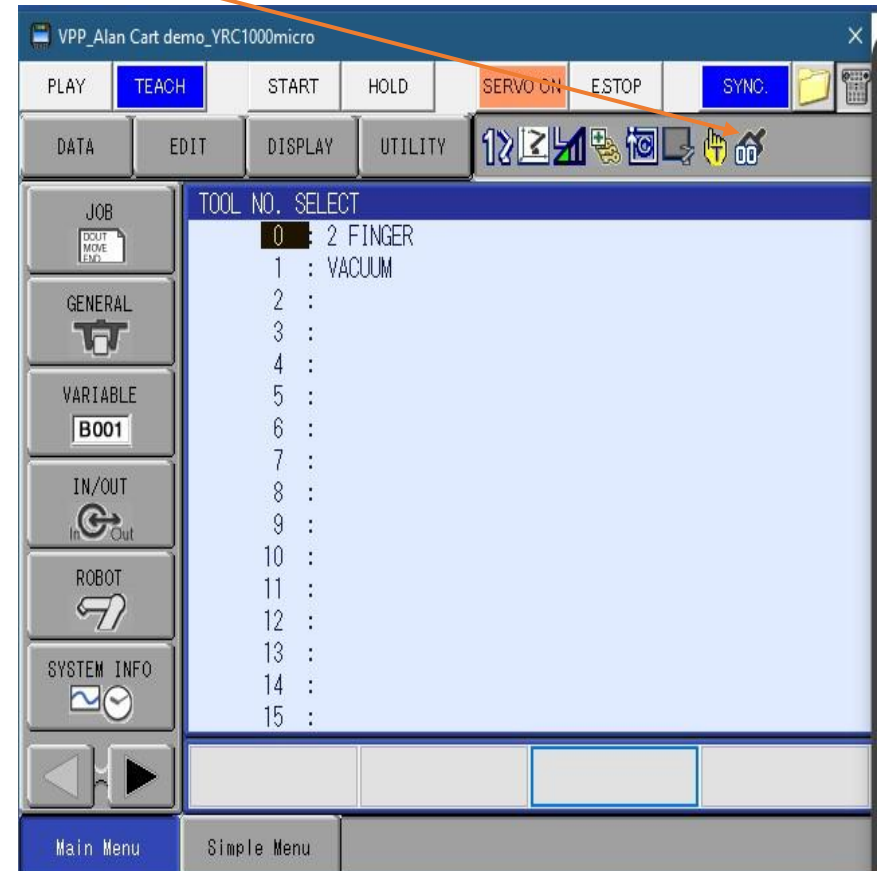 VPP_Alan Cart demo_YRC1000micro
PLAY TEACH START HOLD SERVO ON E.STOP SYNC.
DATA EDIT DISPLAY UTILITY
TOOL NO. SELECT
0 : 2 FINGER
1 : VACUUM
2 :
3 :
4 :
5 :
6 :
7 :
8 :
9 :
10 :
11 :
12 :
13 :
14 :
15 :
JOB
DOUT
MOVE
END
GENERAL
VARIABLE
B001
IN/OUT
In Out
ROBOT
SYSTEM INFO
Main Menu Simple Menu
T
00